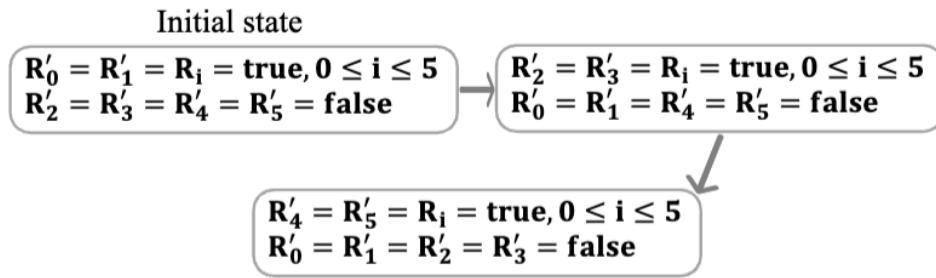 Initial state
R′₀ = R′₁ = Rᵢ = true, 0 ≤ i ≤ 5
R′₂ = R′₃ = R′₄ = R′₅ = false
R′₂ = R′₃ = Rᵢ = true, 0 ≤ i ≤ 5
R′₀ = R′₁ = R′₄ = R′₅ = false
R′₄ = R′₅ = Rᵢ = true, 0 ≤ i ≤ 5
R′₀ = R′₁ = R′₂ = R′₃ = false